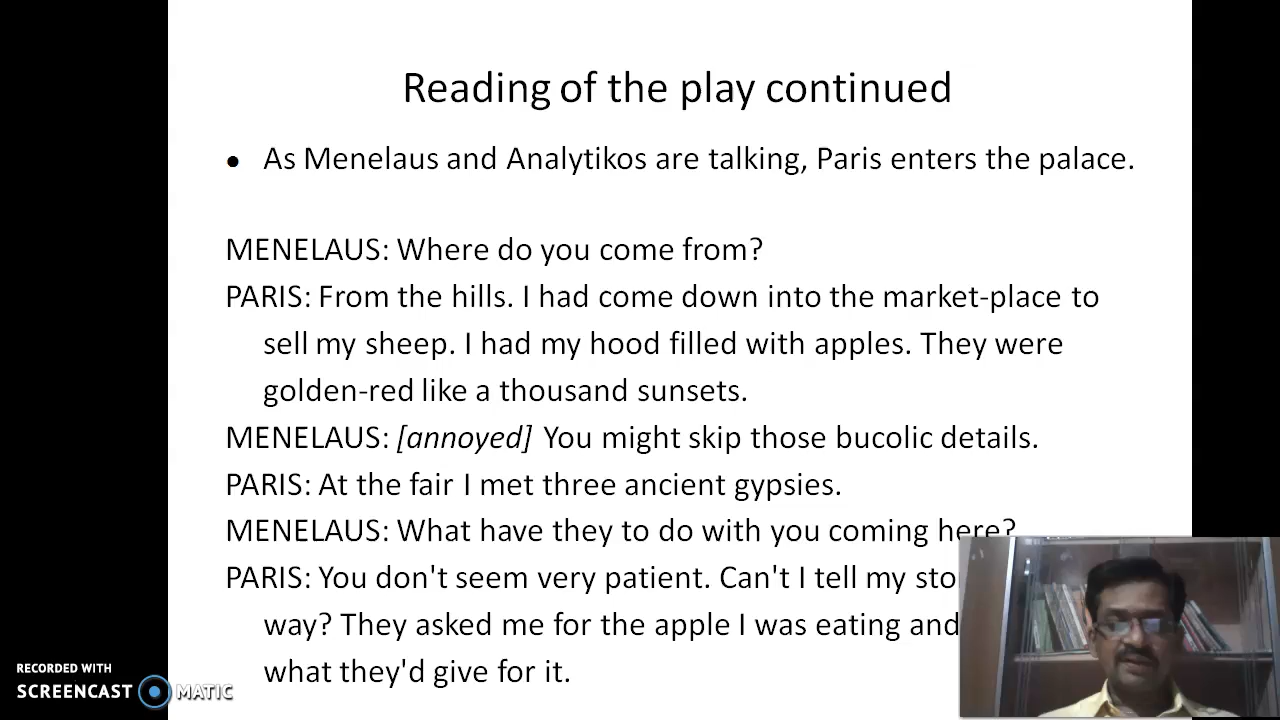 Reading of the play continued
• As Menelaus and Analytikos are talking, Paris enters the palace.
MENELAUS: Where do you come from?
PARIS: From the hills. I had come down into the market-place to
sell my sheep. I had my hood filled with apples. They were
golden-red like a thousand sunsets.
MENELAUS: [annoyed] You might skip those bucolic details.
PARIS: At the fair I met three ancient gypsies.
MENELAUS: What have they to do with you coming here?
PARIS: You don't seem very patient. Can't I tell my
way? They asked me for the apple I was eating and
what they'd give for it.
RECORDED WITH
SCREENCAST MATIC